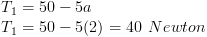 T₁ = 50 − 5a
T₁ = 50 − 5(2) = 40 Newton